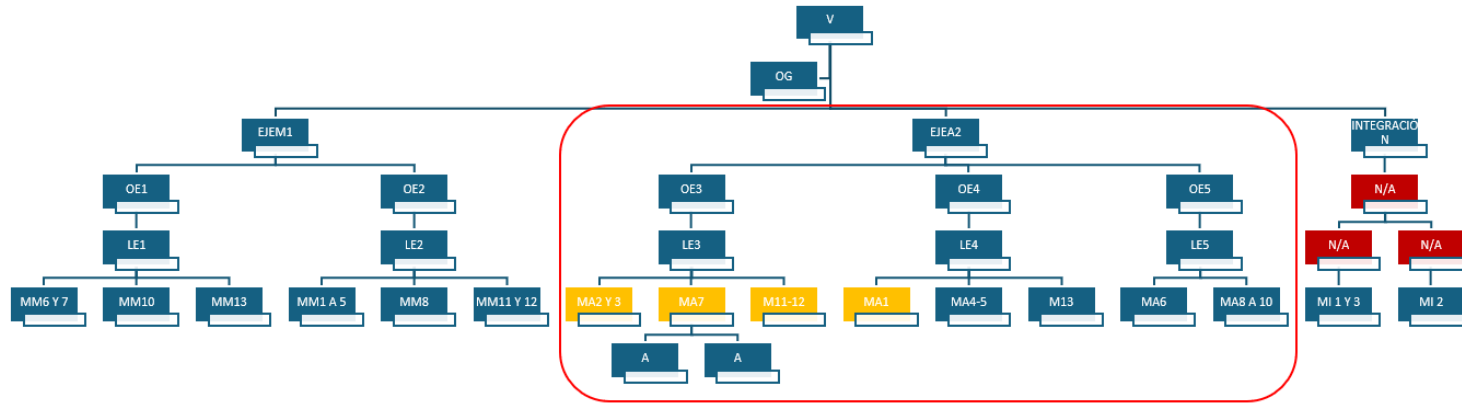 V
OG
EJEM1
EJEA2
INTEGRACIÓ
N
OE1
OE2
OE3
OE4
OE5
N/A
LE1
LE2
LE3
LE4
LE5
N/A
N/A
MM6 Y 7
MM10
MM13
MM1 A 5
MM8
MM11 Y 12
MA2 Y 3
MA7
M11-12
MA1
MA4-5
M13
MA6
MA8 A 10
MI 1 Y 3
MI 2
A
A